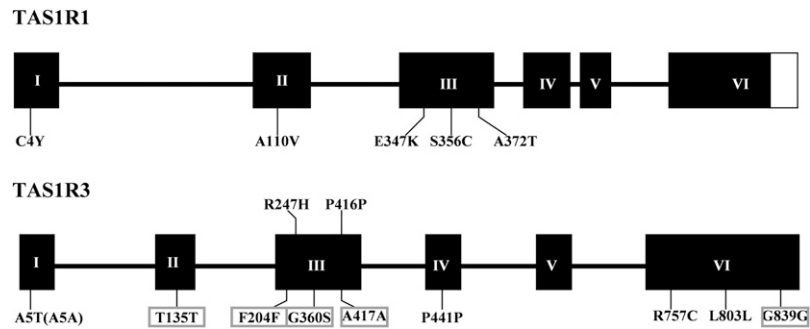 TAS1R1
I II III IV V VI
C4Y A110V E347K S356C A372T
TAS1R3
R247H P416P
I II III IV V VI
A5T(A5A) T135T F204F G360S A417A P441P R757C L803L G839G